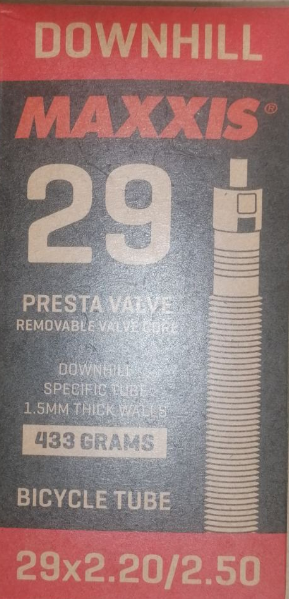 DOWNHILL
MAXXIS®
29
PRESTA VALVE
REMOVABLE VALVE CORE
DOWNHILL
SPECIFIC TUBE
1.5MM THICK WALLS
433 GRAMS
BICYCLE TUBE
29x2.20/2.50